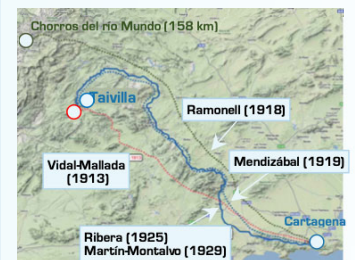 Chorros del río Mundo (158 km)
Taivilla
Ramonell (1918)
Vidal-Mallada
(1913)
Mendizábal (1919)
Cartagena
Ribera (1925)
Martín-Montalvo (1929)